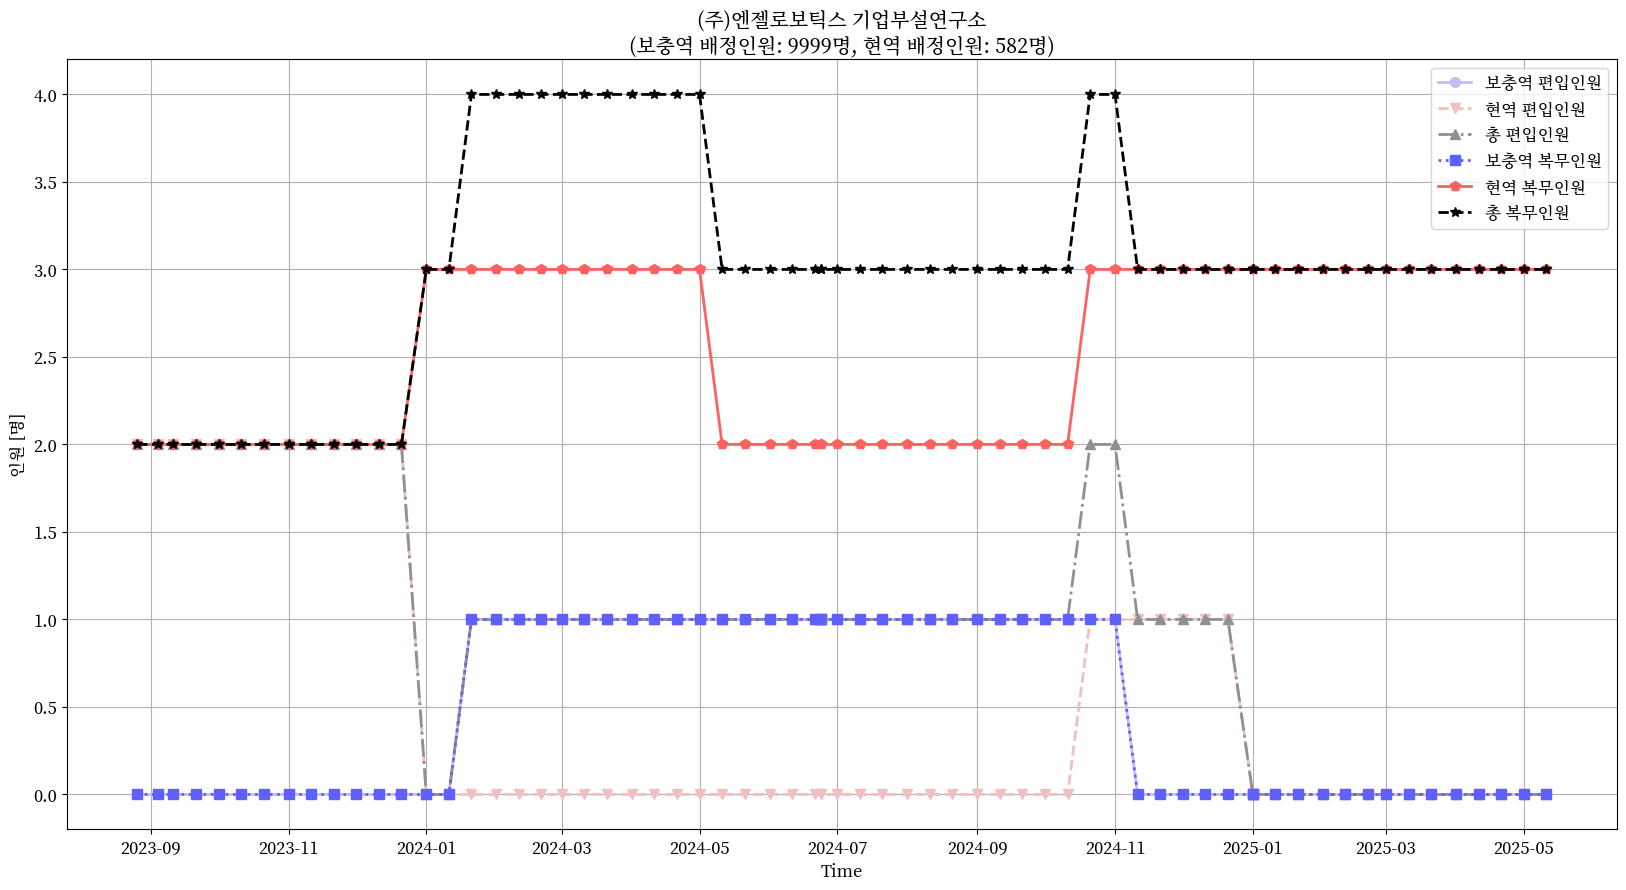 (주)엔젤로보틱스 기업부설연구소
(보충역 배정인원: 9999명, 현역 배정인원: 582명)
보충역 편입인원
현역 편입인원
총 편입인원
보충역 복무인원
현역 복무인원
총 복무인원
인원 [명]
4.0
3.5
3.0
2.5
2.0
1.5
1.0
0.5
0.0
2023-09 2023-11 2024-01 2024-03 2024-05 2024-07 2024-09 2024-11 2025-01 2025-03 2025-05
Time